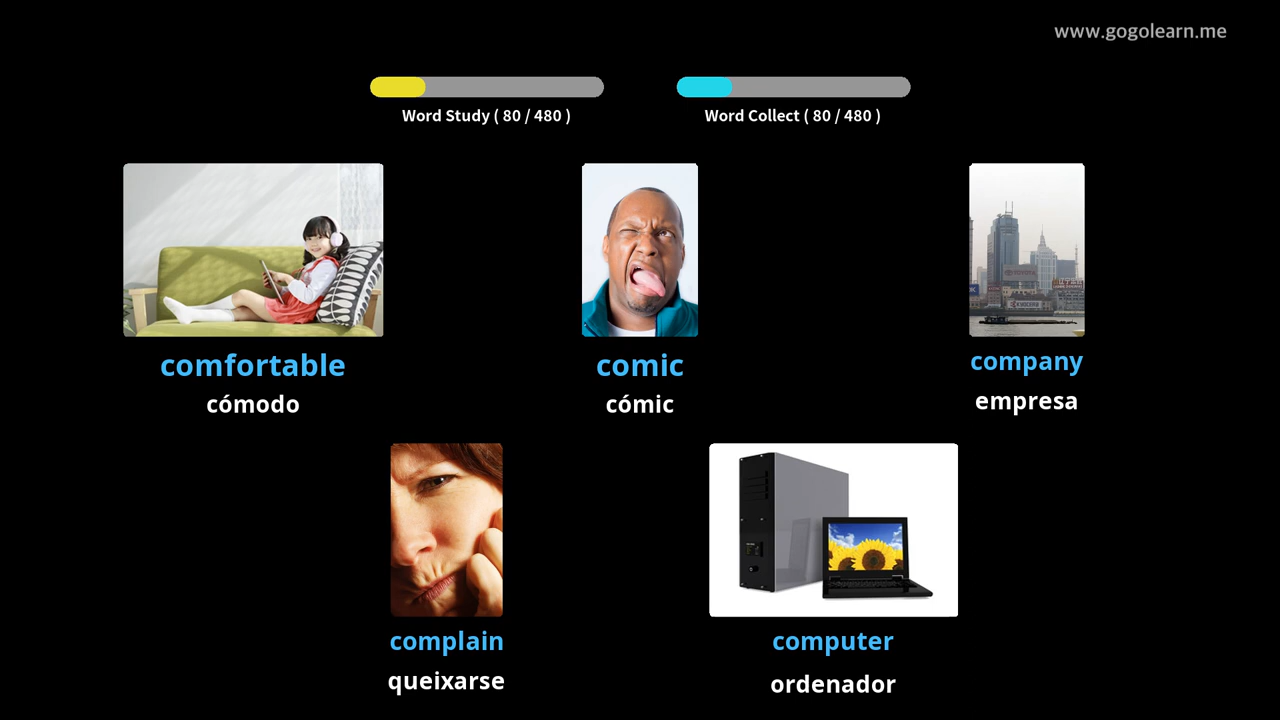 www.gogolearn.me
Word Study ( 80 / 480 )
Word Collect ( 80 / 480 )
comfortable
cómodo
comic
cómic
company
empresa
TOYOTA
complain
queixarse
computer
ordenador